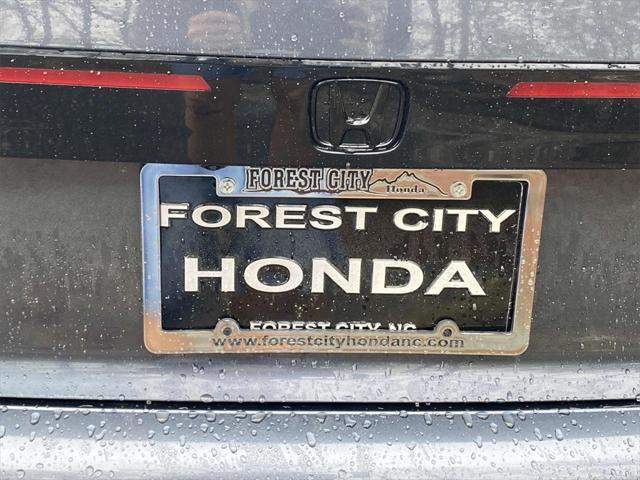 FOREST CITY
Honda
FOREST CITY
HONDA
FOREST CITY, NC
www.forestcityhondanc.com